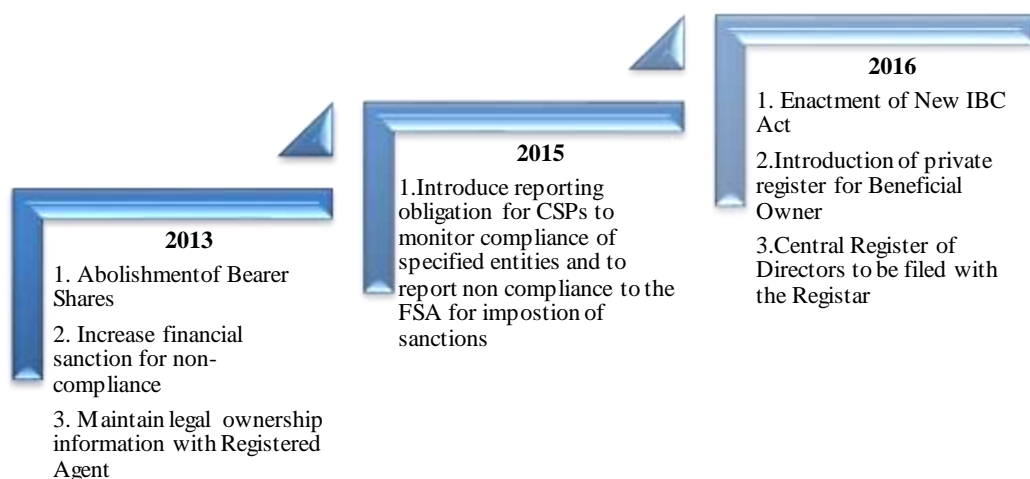 2013
1. Abolishmentof Bearer
Shares
2. Increase financial
sanction for non-
compliance
3. Maintain legal ownership
information with Registered
Agent
2015
1.Introduce reporting
obligation for CSPs to
monitor compliance of
specified entities and to
report non compliance to the
FSA for impostion of
sanctions
2016
1. Enactment of New IBC
Act
2.Introduction of private
register for Beneficial
Owner
3.Central Register of
Directors to be filed with
the Registar